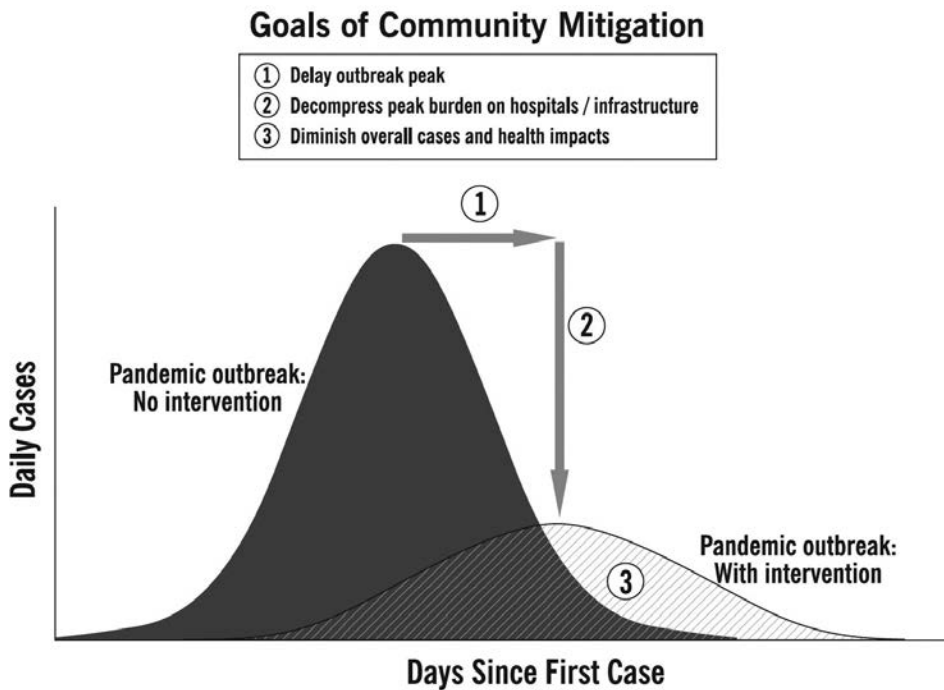 Goals of Community Mitigation
① Delay outbreak peak
② Decompress peak burden on hospitals / infrastructure
③ Diminish overall cases and health impacts
①
②
Pandemic outbreak:
No intervention
Daily Cases
Pandemic outbreak:
With intervention
③
Days Since First Case